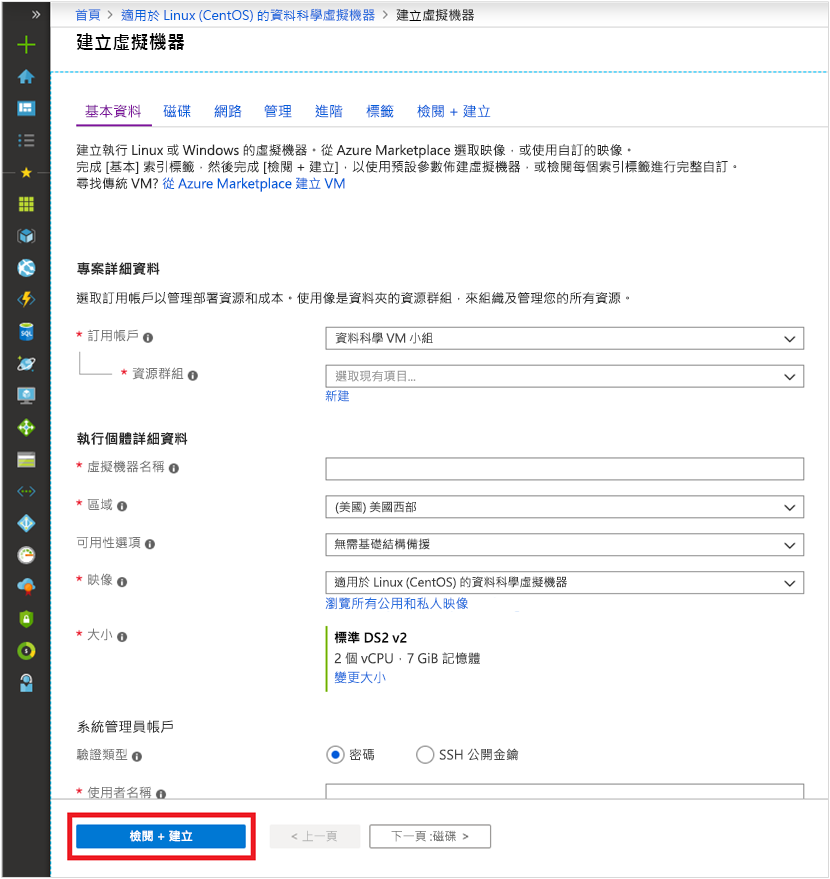 »
首頁 > 適用於 Linux (CentOS) 的資料科學虛擬機器 > 建立虛擬機器
建立虛擬機器
基本資料 磁碟 網路 管理 進階 標籤 檢閱 + 建立
建立執行 Linux 或 Windows 的虛擬機器。從 Azure Marketplace 選取映像，或使用自訂的映像。
完成 [基本] 索引標籤，然後完成 [檢閱 + 建立]，以使用預設參數佈建虛擬機器，或檢閱每個索引標籤進行完整自訂。
尋找傳統 VM? 從 Azure Marketplace 建立 VM
專案詳細資料
選取訂用帳戶以管理部署資源和成本。使用像是資料夾的資源群組，來組織及管理您的所有資源。
* 訂用帳戶 資料科學 VM 小組
* 資源群組 選取現有項目...
新建
執行個體詳細資料
* 虛擬機器名稱
* 區域 (美國) 美國西部
可用性選項 無需基礎結構備援
* 映像 適用於 Linux (CentOS) 的資料科學虛擬機器
瀏覽所有公用和私人映像
* 大小 標準 DS2 v2
2 個 vCPU，7 GiB 記憶體
變更大小
系統管理員帳戶
驗證類型 密碼 SSH 公開金鑰
* 使用者名稱
檢閱 + 建立 < 上一頁 下一頁 :磁碟 >
SQL